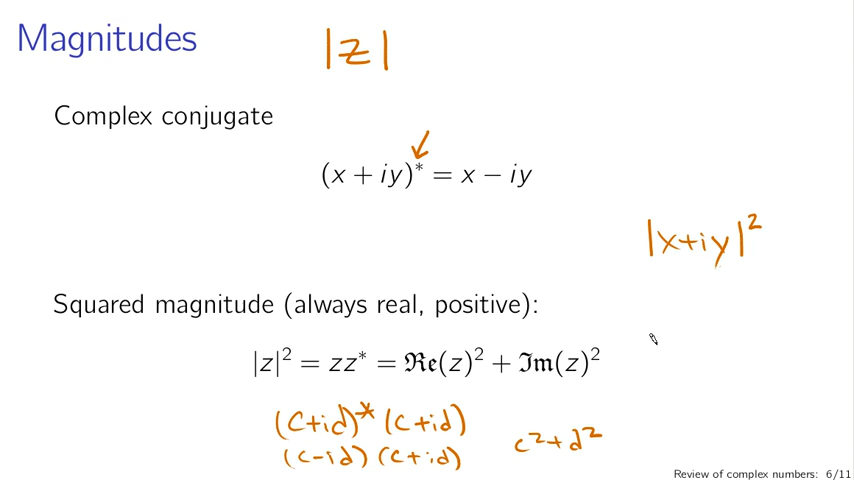 Magnitudes
|z|
Complex conjugate
(x + iy)* = x − iy
|x+iy|²
Squared magnitude (always real, positive):
|z|² = zz* = ℜe(z)² + ℑm(z)²
(c+id)* (c+id)
(c-id) (c+id)
c²+d²
Review of complex numbers: 6/11